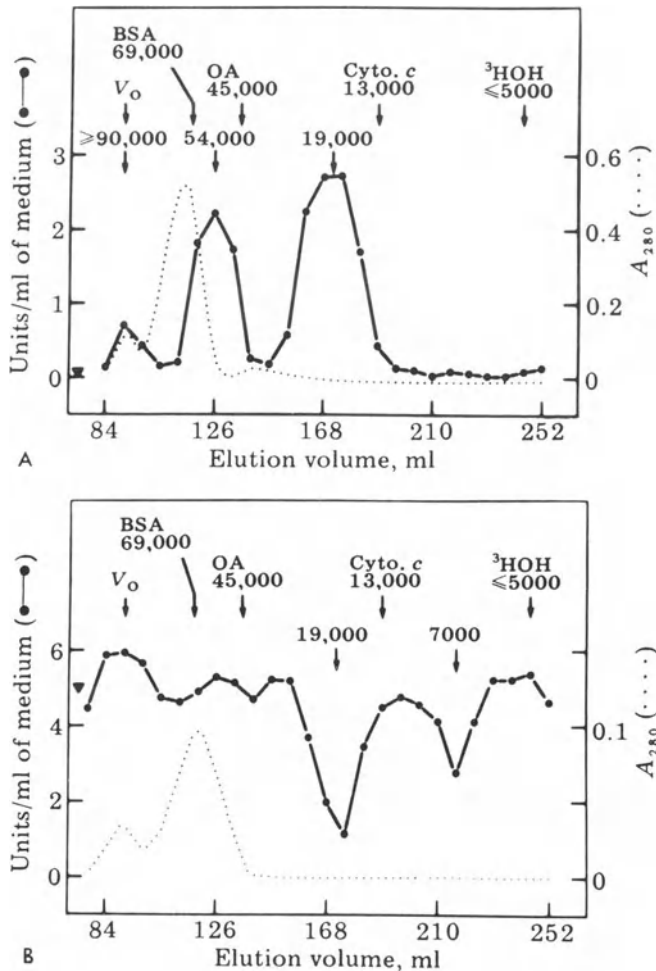 BSA
69,000
OA
45,000
Cyto. c
13,000
³HOH
≤5000
Vo
≥90,000
54,000
19,000
3
2
1
0
0.6
0.4
0.2
0
Units/ml of medium (●—●)
A280 (····)
84 126 168 210 252
A Elution volume, ml
BSA
69,000
OA
45,000
Cyto. c
13,000
³HOH
≤5000
Vo
19,000
7000
6
4
2
0
0.1
0
Units/ml of medium (●—●)
A280 (····)
84 126 168 210 252
B Elution volume, ml